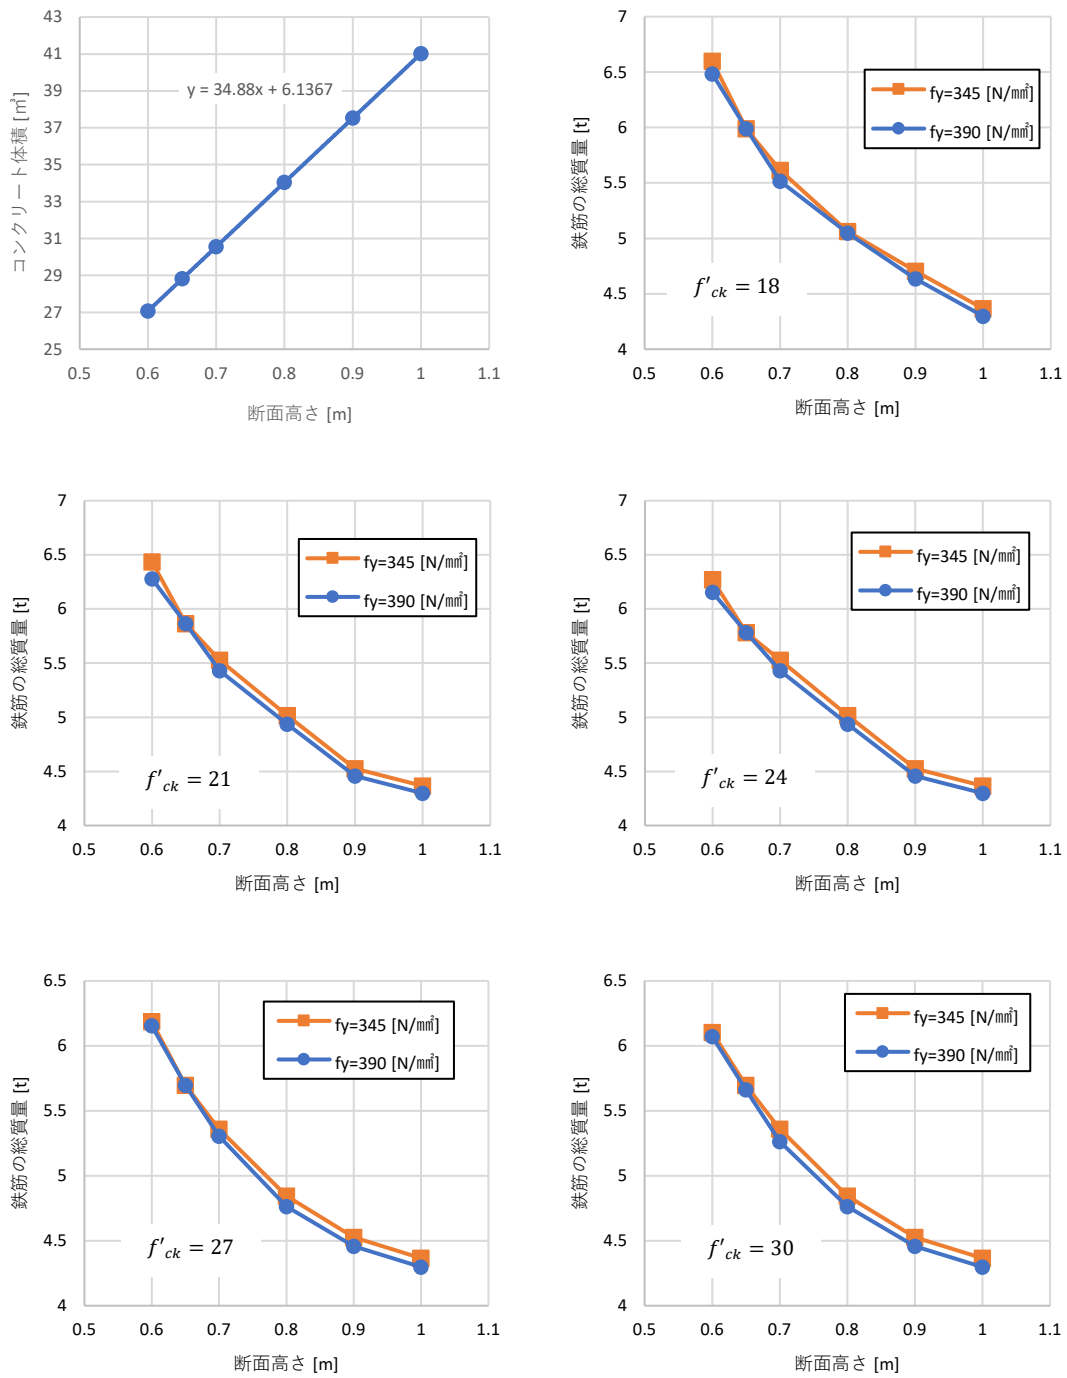 43
41
39
37
35
33
31
29
27
25
コンクリート体積 [㎥]
y = 34.88x + 6.1367
0.5 0.6 0.7 0.8 0.9 1 1.1
断面高さ [m]
7
6.5
6
5.5
5
4.5
4
鉄筋の総質量 [t]
fy=345 [N/㎟]
fy=390 [N/㎟]
f′ck = 18
0.5 0.6 0.7 0.8 0.9 1 1.1
断面高さ [m]
7
6.5
6
5.5
5
4.5
4
鉄筋の総質量 [t]
fy=345 [N/㎟]
fy=390 [N/㎟]
f′ck = 21
0.5 0.6 0.7 0.8 0.9 1 1.1
断面高さ [m]
7
6.5
6
5.5
5
4.5
4
鉄筋の総質量 [t]
fy=345 [N/㎟]
fy=390 [N/㎟]
f′ck = 24
0.5 0.6 0.7 0.8 0.9 1 1.1
断面高さ [m]
6.5
6
5.5
5
4.5
4
鉄筋の総質量 [t]
fy=345 [N/㎟]
fy=390 [N/㎟]
f′ck = 27
0.5 0.6 0.7 0.8 0.9 1 1.1
断面高さ [m]
6.5
6
5.5
5
4.5
4
鉄筋の総質量 [t]
fy=345 [N/㎟]
fy=390 [N/㎟]
f′ck = 30
0.5 0.6 0.7 0.8 0.9 1 1.1
断面高さ [m]